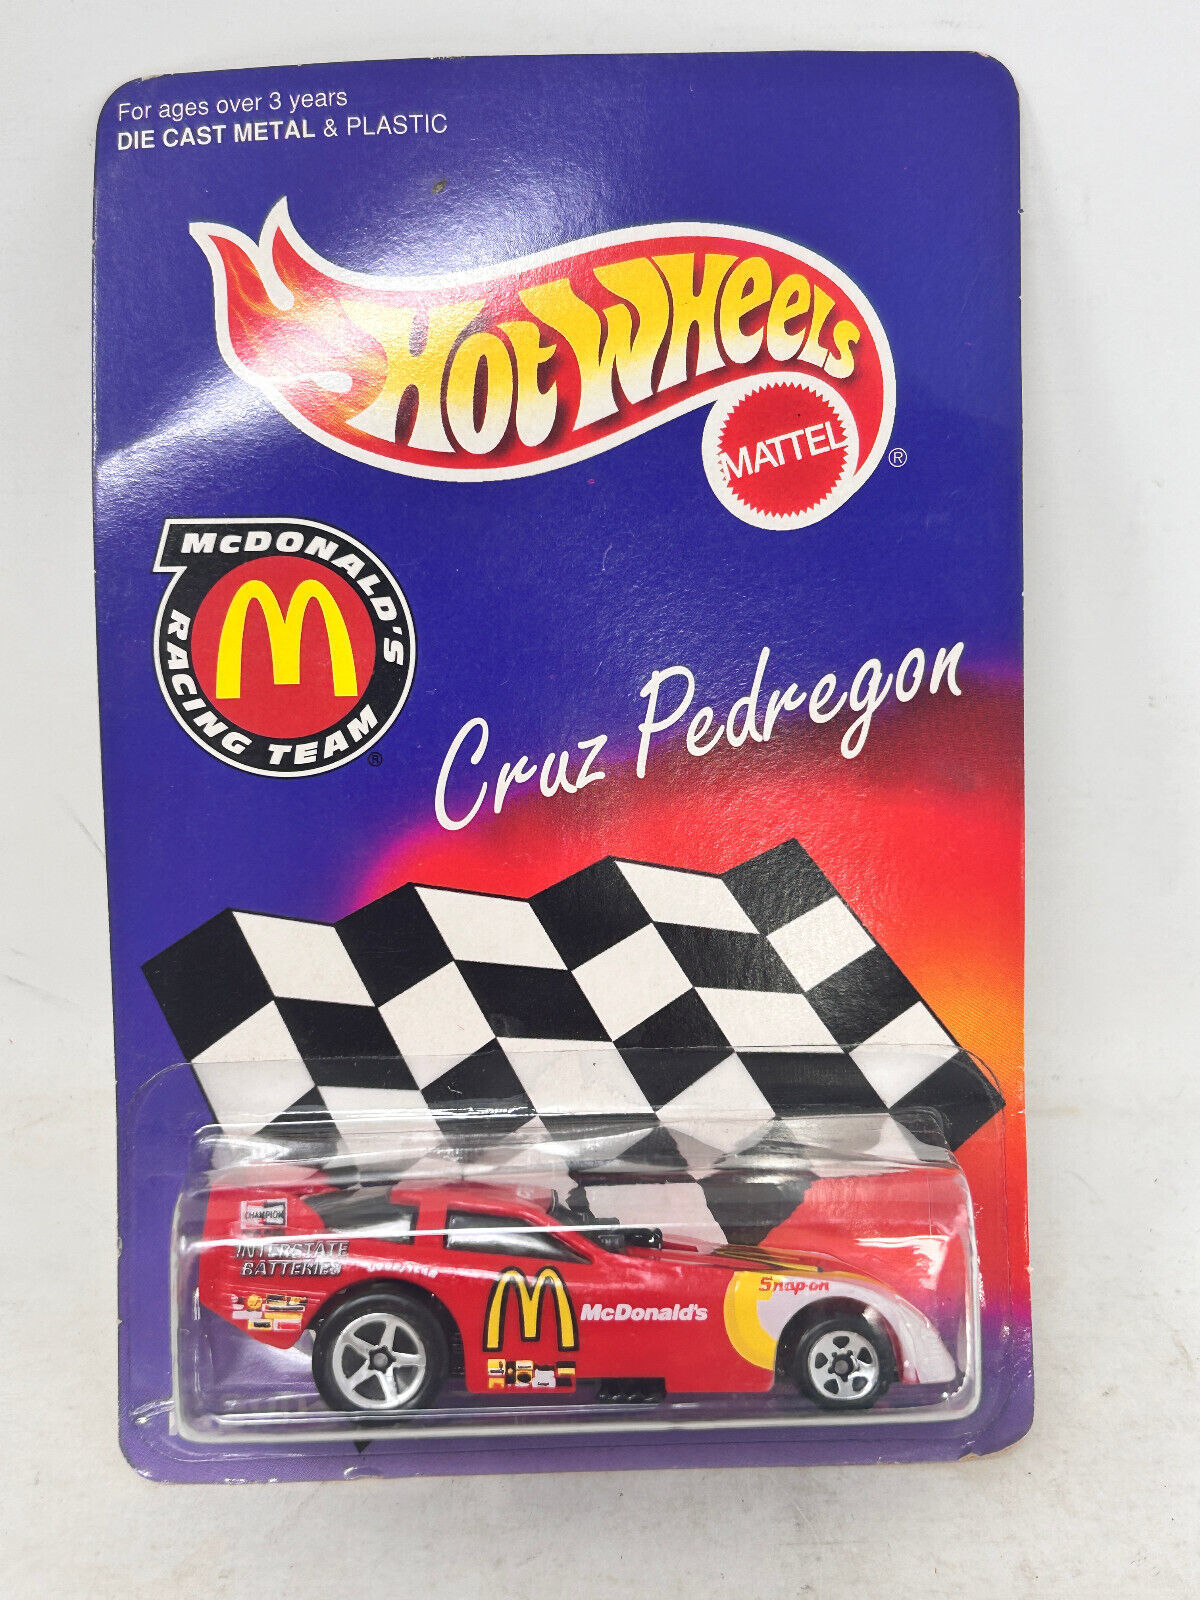 For ages over 3 years
DIE CAST METAL & PLASTIC
HOT WHEELS
MATTEL
®
McDONALD'S
RACING TEAM
®
Cruz Pedregon
CHAMPION
INTERSTATE
BATTERIES
McDonald's
Snap-on